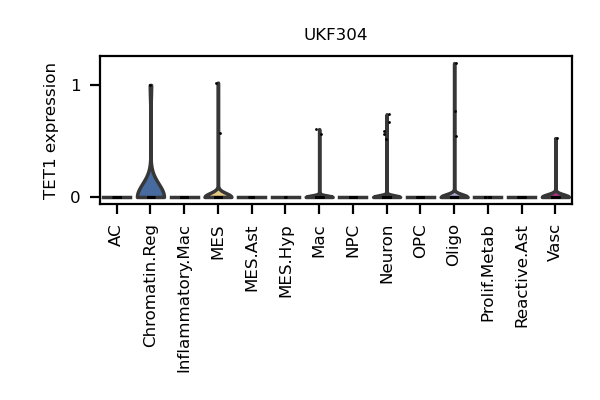 UKF304
TET1 expression
1
0
AC
Chromatin.Reg
Inflammatory.Mac
MES
MES.Ast
MES.Hyp
Mac
NPC
Neuron
OPC
Oligo
Prolif.Metab
Reactive.Ast
Vasc